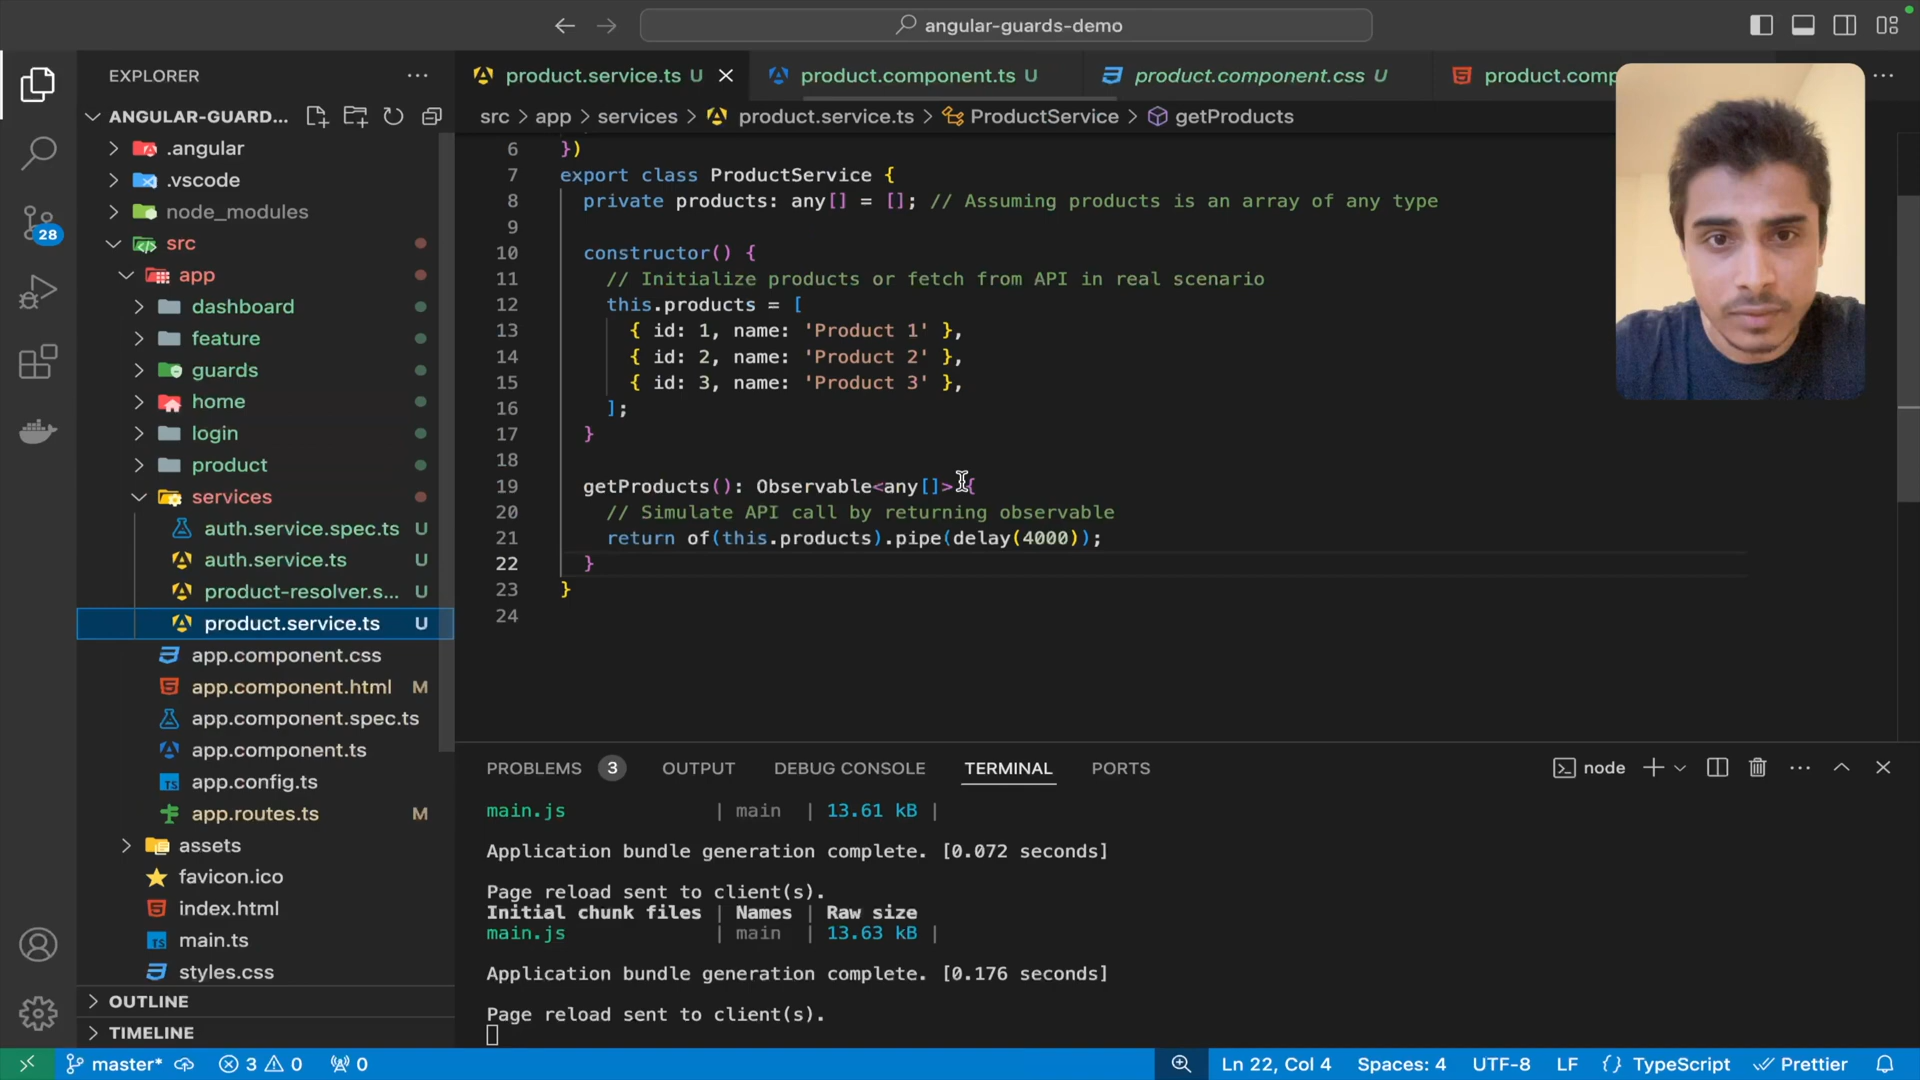 angular-guards-demo
EXPLORER
ANGULAR-GUARD...
.angular
.vscode
node_modules
src
app
dashboard
feature
guards
home
login
product
services
auth.service.spec.ts U
auth.service.ts U
product-resolver.s... U
product.service.ts U
app.component.css
app.component.html M
app.component.spec.ts
app.component.ts
app.config.ts
app.routes.ts M
assets
favicon.ico
index.html
main.ts
styles.css
OUTLINE
TIMELINE
28
product.service.ts U
product.component.ts U
product.component.css U
product.comp
src > app > services > product.service.ts > ProductService > getProducts
6 })
7 export class ProductService {
8 private products: any[] = []; // Assuming products is an array of any type
9
10 constructor() {
11 // Initialize products or fetch from API in real scenario
12 this.products = [
13 { id: 1, name: 'Product 1' },
14 { id: 2, name: 'Product 2' },
15 { id: 3, name: 'Product 3' },
16 ];
17 }
18
19 getProducts(): Observable<any[]> {
20 // Simulate API call by returning observable
21 return of(this.products).pipe(delay(4000));
22 }
23 }
24
PROBLEMS 3 OUTPUT DEBUG CONSOLE TERMINAL PORTS
node
main.js | main | 13.61 kB |
Application bundle generation complete. [0.072 seconds]
Page reload sent to client(s).
Initial chunk files | Names | Raw size
main.js | main | 13.63 kB |
Application bundle generation complete. [0.176 seconds]
Page reload sent to client(s).
master* 3 0 0 Ln 22, Col 4 Spaces: 4 UTF-8 LF {} TypeScript Prettier